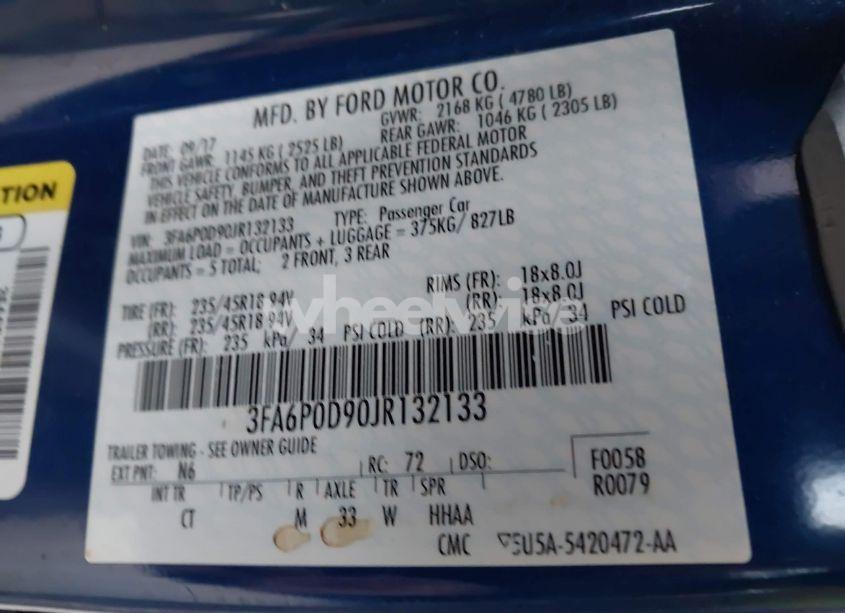 MFD. BY FORD MOTOR CO.
DATE: 09/17 GVWR: 2168 KG ( 4780 LB)
FRONT GAWR: 1145 KG ( 2525 LB) REAR GAWR: 1046 KG ( 2305 LB)
THIS VEHICLE CONFORMS TO ALL APPLICABLE FEDERAL MOTOR
VEHICLE SAFETY, BUMPER, AND THEFT PREVENTION STANDARDS
IN EFFECT ON THE DATE OF MANUFACTURE SHOWN ABOVE.
VIN: 3FA6P0D90JR132133 TYPE: Passenger Car
MAXIMUM LOAD = OCCUPANTS + LUGGAGE = 375KG/ 827LB
OCCUPANTS = 5 TOTAL; 2 FRONT, 3 REAR
TIRE (FR): 235/45R18 94V RIMS (FR): 18x8.0J
(RR): 235/45R18 94V (RR): 18x8.0J
PRESSURE (FR): 235 kPa/ 34 PSI COLD (RR): 235 kPa/ 34 PSI COLD
3FA6P0D90JR132133
TRAILER TOWING - SEE OWNER GUIDE
EXT PNT: N6 RC: 72 DSO: F0058
R0079
INT TR TP/PS R AXLE TR SPR
CT M 33 W HHAA
CMC 5U5A-5420472-AA
TION
wheelwize